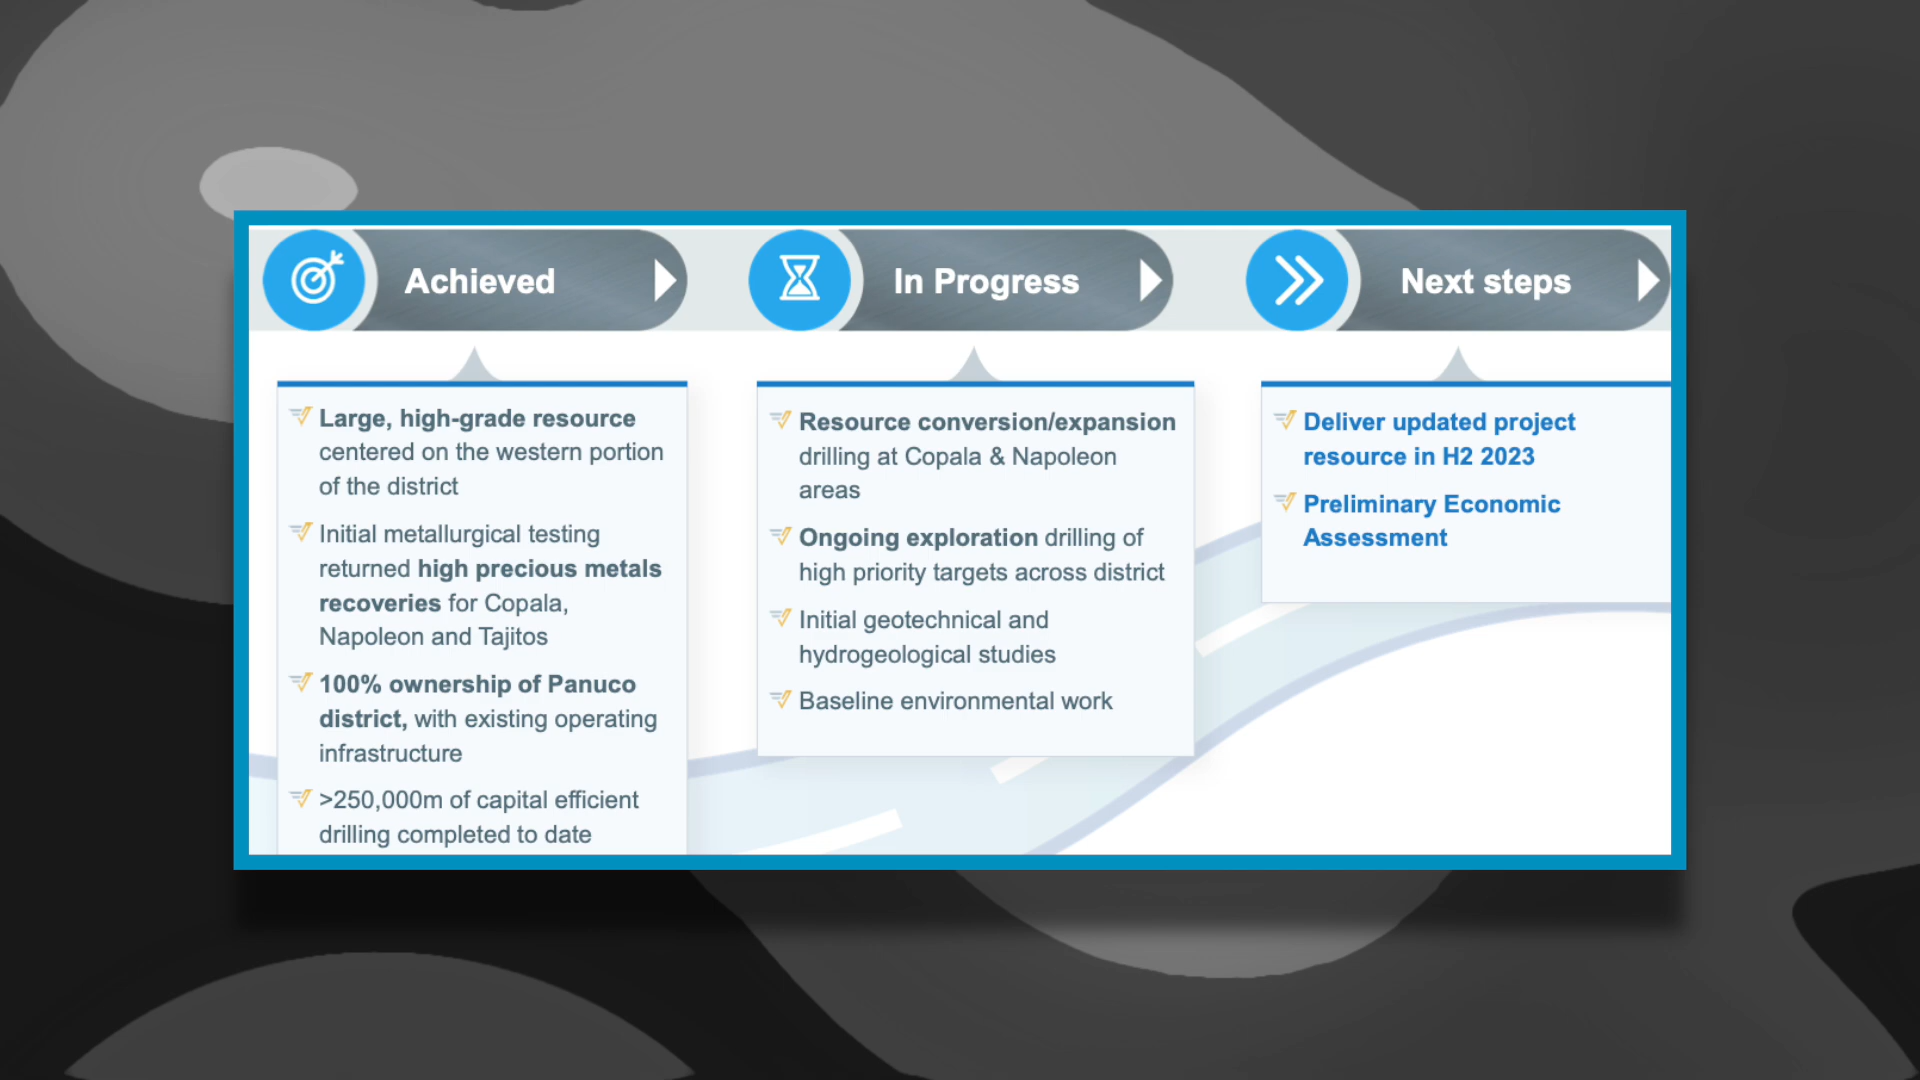 Achieved
In Progress
Next steps
Large, high-grade resource
centered on the western portion
of the district
Initial metallurgical testing
returned high precious metals
recoveries for Copala,
Napoleon and Tajitos
100% ownership of Panuco
district, with existing operating
infrastructure
>250,000m of capital efficient
drilling completed to date
Resource conversion/expansion
drilling at Copala & Napoleon
areas
Ongoing exploration drilling of
high priority targets across district
Initial geotechnical and
hydrogeological studies
Baseline environmental work
Deliver updated project
resource in H2 2023
Preliminary Economic
Assessment